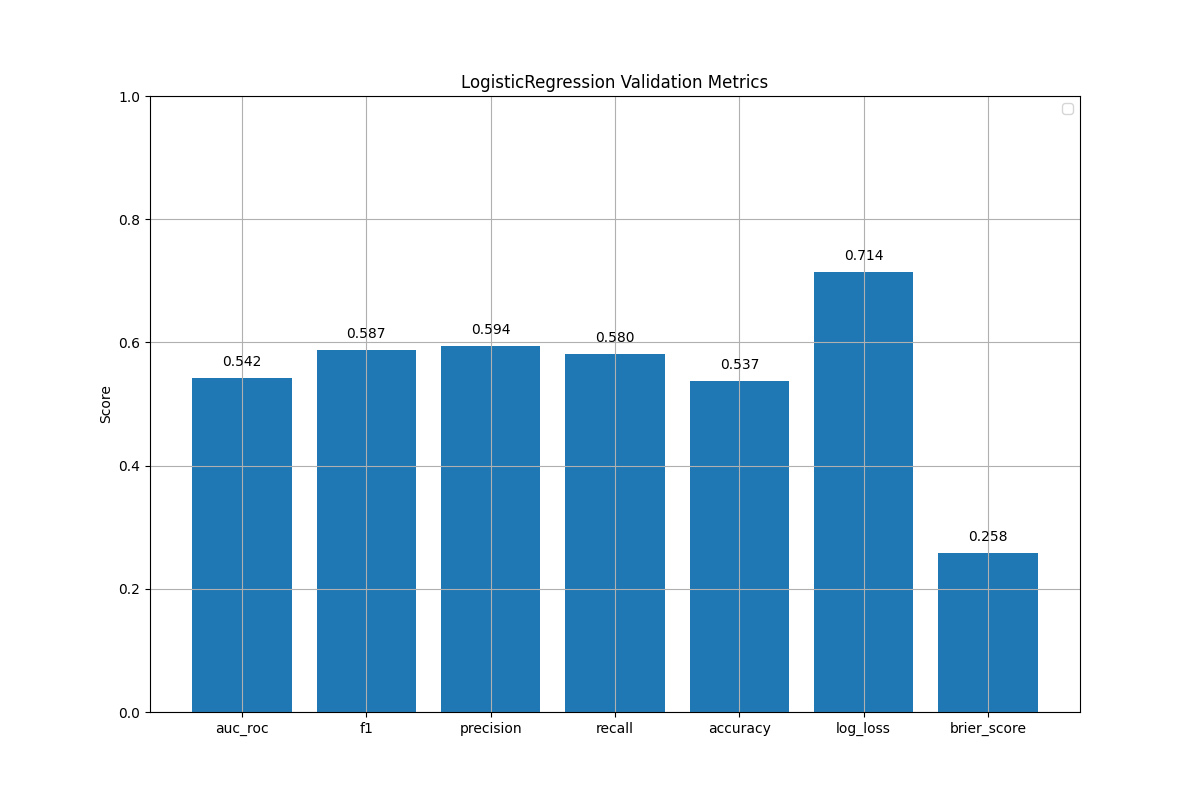 LogisticRegression Validation Metrics
1.0
0.8
0.6
0.4
0.2
0.0
Score
0.542
0.587
0.594
0.580
0.537
0.714
0.258
auc_roc
f1
precision
recall
accuracy
log_loss
brier_score